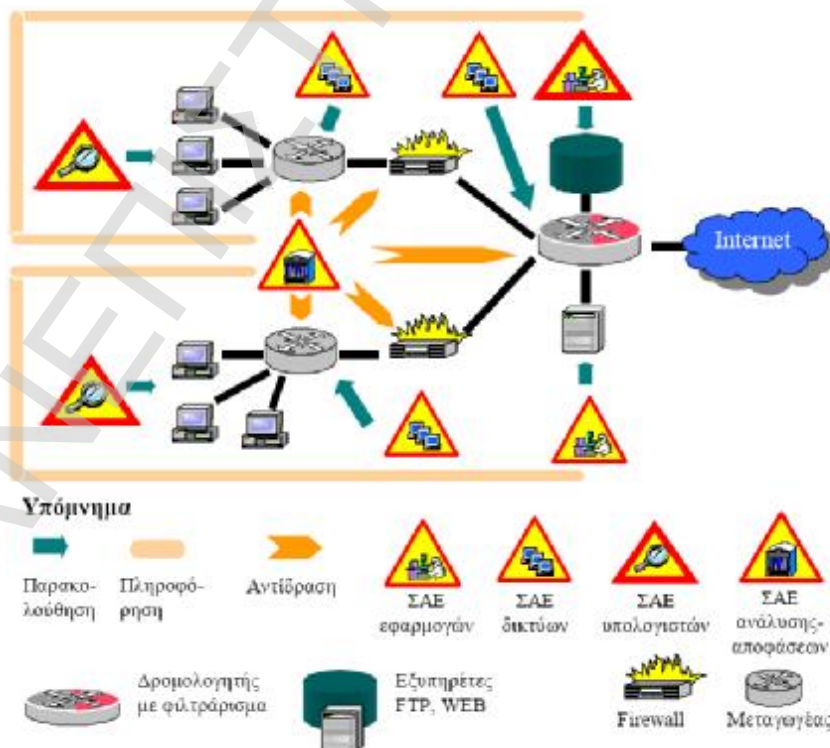 Internet
Υπόμνημα
Παρακο-
λούθηση
Πληροφό-
ρηση
Αντίδραση
ΣΑΕ
εφαρμογών
ΣΑΕ
δικτύων
ΣΑΕ
υπολογιστών
ΣΑΕ
ανάλυσης-
αποφάσεων
Δρομολογητής
με φιλτράρισμα
Εξυπηρέτες
FTP, WEB
Firewall
Μεταγωγέας